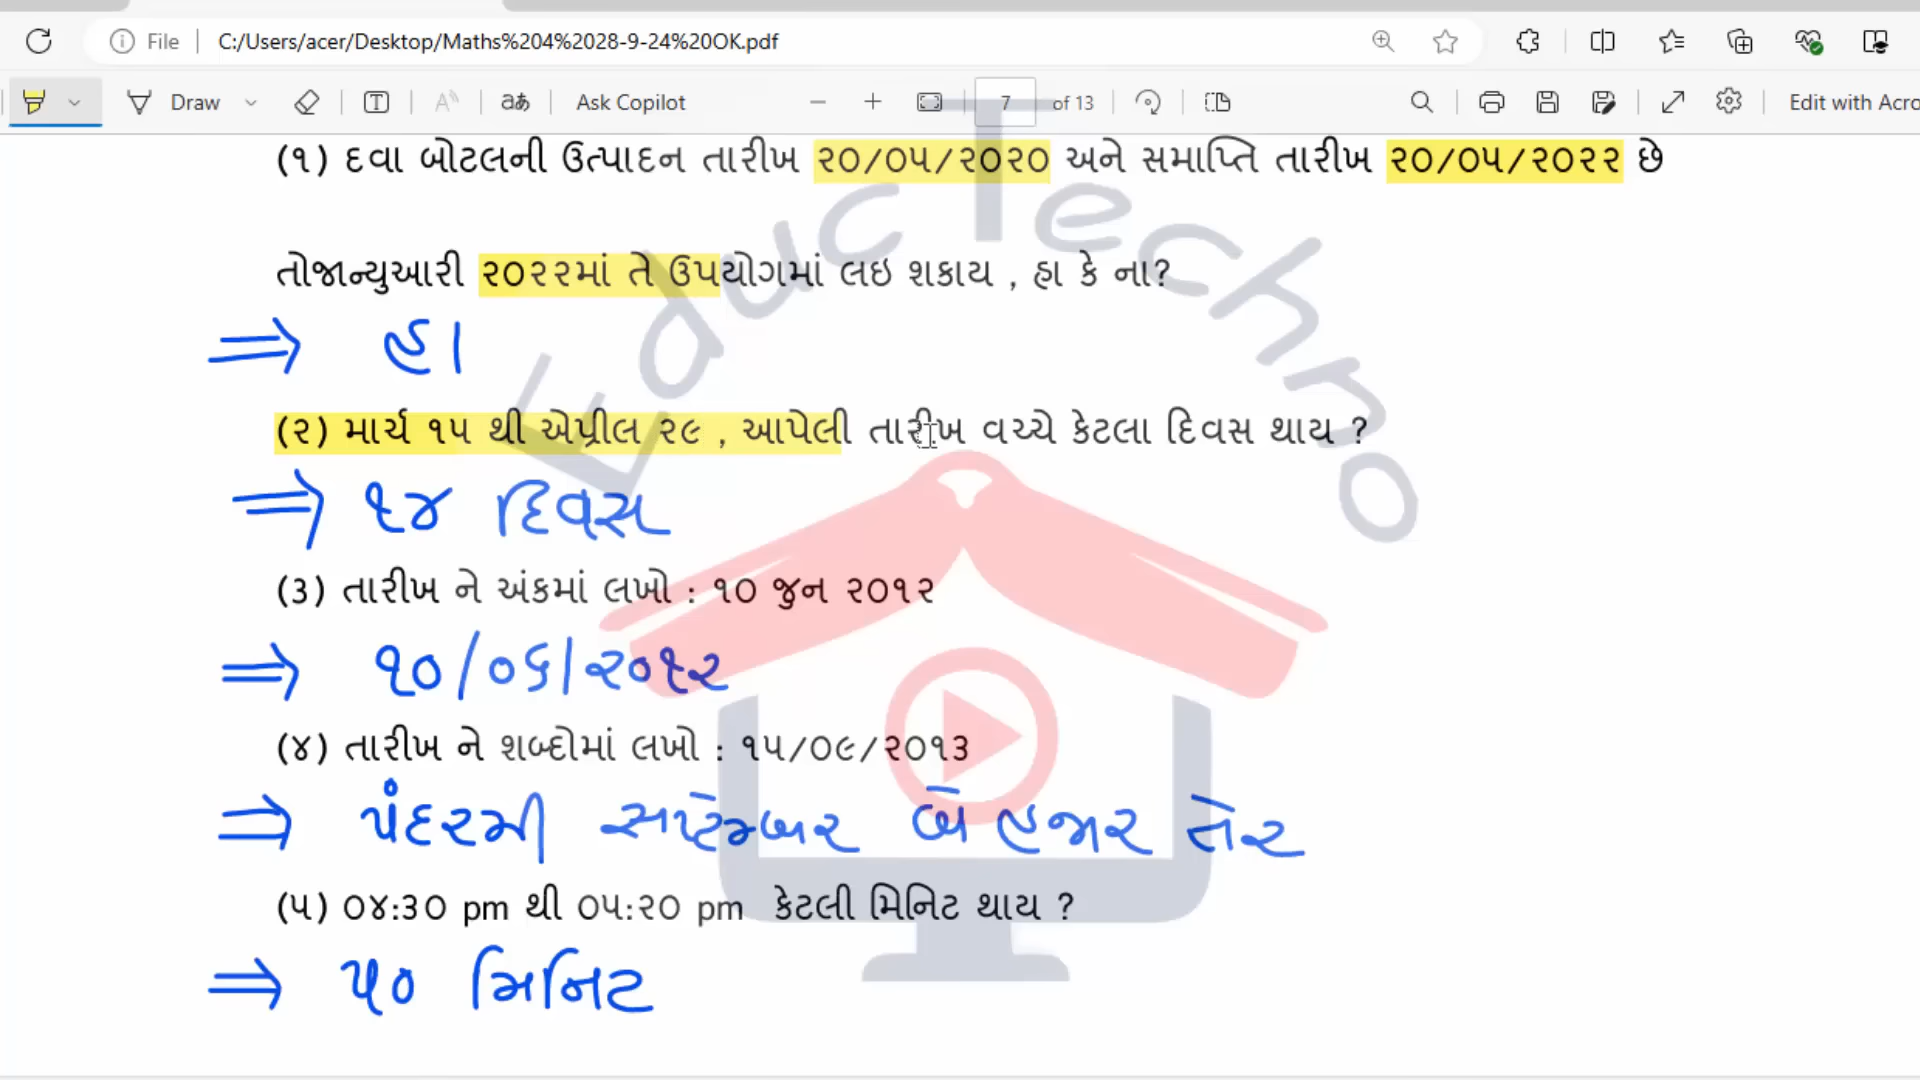 File C:/Users/acer/Desktop/Maths%204%2028-9-24%20OK.pdf
Draw Ask Copilot 7 of 13 Edit with Acro
(૧) દવા બોટલની ઉત્પાદન તારીખ ૨૦/૦૫/૨૦૨૦ અને સમાપ્તિ તારીખ ૨૦/૦૫/૨૦૨૨ છે
તોજાન્યુઆરી ૨૦૨૨માં તે ઉપયોગમાં લઇ શકાય , હા કે ના?
⇒ હા
(૨) માર્ચ ૧૫ થી એપ્રીલ ૨૯ , આપેલી તારીખ વચ્ચે કેટલા દિવસ થાય ?
⇒ ૧૪ દિવસ
(૩) તારીખ ને અંકમાં લખો : ૧૦ જુન ૨૦૧૨
⇒ ૧૦/૦૬/૨૦૧૨
(૪) તારીખ ને શબ્દોમાં લખો : ૧૫/૦૯/૨૦૧૩
⇒ પંદરમી સપ્ટેમ્બર બે હજાર તેર
(૫) ૦૪:૩૦ pm થી ૦૫:૨૦ pm કેટલી મિનિટ થાય ?
⇒ ૫૦ મિનિટ
EducTechno